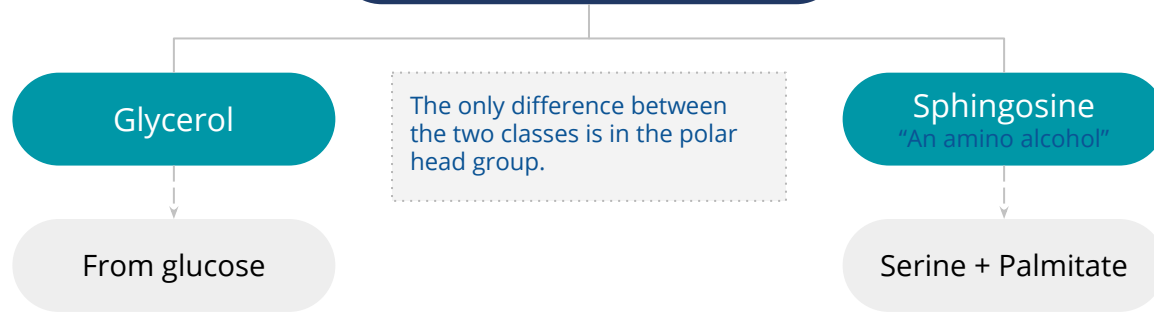 Glycerol
The only difference between
the two classes is in the polar
head group.
Sphingosine
“An amino alcohol”
From glucose
Serine + Palmitate